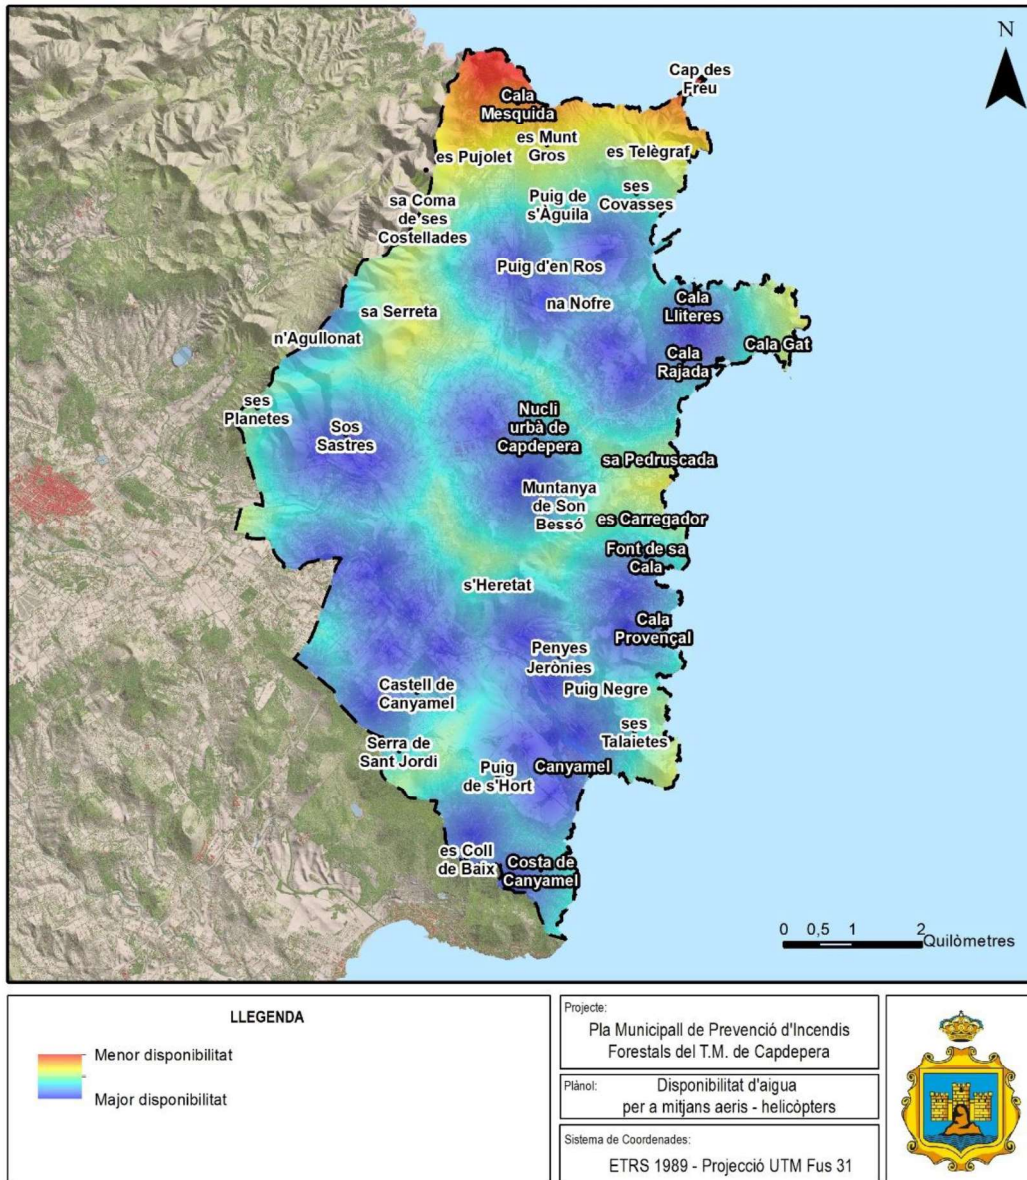 N
Cap des
Freu
Cala
Mesquida
es Munt
Gros
es Pujolet
es Telègraf
ses
Covasses
Puig de
s'Àguila
sa Coma
de ses
Costellades
Puig d'en Ros
na Nofre
Cala
Lliteres
sa Serreta
n'Agullonat
Cala Gat
Cala
Rajada
ses
Planetes
Sos
Sastres
Nucli
urbà de
Capdepera
sa Pedruscada
Muntanya
de Son
Bessó
es Carregador
Font de sa
Cala
s'Heretat
Cala
Provençal
Penyes
Jerònies
Castell de
Canyamel
Puig Negre
ses
Talaietes
Serra de
Sant Jordi
Puig
de s'Hort
Canyamel
es Coll
de Baix
Costa de
Canyamel
0 0,5 1 2
Quilòmetres
LLEGENDA
Menor disponibilitat
Major disponibilitat
Projecte:
Pla Municipall de Prevenció d'Incendis
Forestals del T.M. de Capdepera
Plànol:
Disponibilitat d'aigua
per a mitjans aeris - helicòpters
Sistema de Coordenades:
ETRS 1989 - Projecció UTM Fus 31